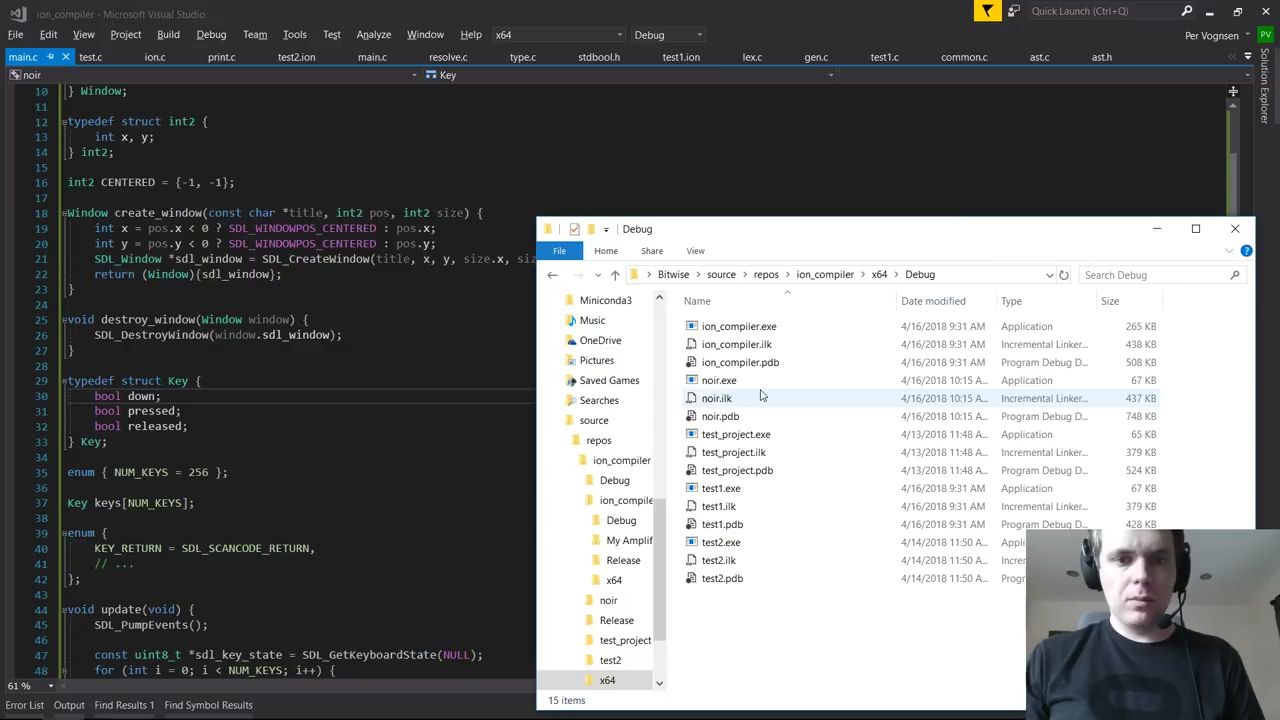 ion_compiler - Microsoft Visual Studio
Quick Launch (Ctrl+Q)
File Edit View Project Build Debug Team Tools Test Analyze Window Help x64 Debug
Per Vognsen PV
main.c test.c ion.c print.c test2.ion main.c resolve.c type.c stdbool.h test1.ion lex.c gen.c test1.c common.c ast.c ast.h
noir Key
Solution Explorer
10 } Window;
11
12 typedef struct int2 {
13 int x, y;
14 } int2;
15
16 int2 CENTERED = {-1, -1};
17
18 Window create_window(const char *title, int2 pos, int2 size) {
19 int x = pos.x < 0 ? SDL_WINDOWPOS_CENTERED : pos.x;
20 int y = pos.y < 0 ? SDL_WINDOWPOS_CENTERED : pos.y;
21 SDL_Window *sdl_window = SDL_CreateWindow(title, x, y, size.x,
22 return (Window){sdl_window};
23 }
24
25 void destroy_window(Window window) {
26 SDL_DestroyWindow(window.sdl_window);
27 }
28
29 typedef struct Key {
30 bool down;
31 bool pressed;
32 bool released;
33 } Key;
34
35 enum { NUM_KEYS = 256 };
36
37 Key keys[NUM_KEYS];
38
39 enum {
40 KEY_RETURN = SDL_SCANCODE_RETURN,
41 // ...
42 };
43
44 void update(void) {
45 SDL_PumpEvents();
46
47 const uint8_t *sdl_key_state = SDL_GetKeyboardState(NULL);
48 for (int i = 0; i < NUM_KEYS; i++) {
61 %
Error List Output Find Results 1 Find Symbol Results
Debug
File Home Share View
Bitwise source repos ion_compiler x64 Debug
Search Debug
Miniconda3
Music
OneDrive
Pictures
Saved Games
Searches
source
repos
ion_compiler
Debug
ion_compile
Debug
My Amplif
Release
x64
noir
Release
test_project
test2
x64
Name Date modified Type Size
ion_compiler.exe 4/16/2018 9:31 AM Application 265 KB
ion_compiler.ilk 4/16/2018 9:31 AM Incremental Linker... 438 KB
ion_compiler.pdb 4/16/2018 9:31 AM Program Debug D... 508 KB
noir.exe 4/16/2018 10:15 A... Application 67 KB
noir.ilk 4/16/2018 10:15 A... Incremental Linker... 437 KB
noir.pdb 4/16/2018 10:15 A... Program Debug D... 748 KB
test_project.exe 4/13/2018 11:48 A... Application 65 KB
test_project.ilk 4/13/2018 11:48 A... Incremental Linker... 379 KB
test_project.pdb 4/13/2018 11:48 A... Program Debug D... 524 KB
test1.exe 4/16/2018 9:31 AM Application 67 KB
test1.ilk 4/16/2018 9:31 AM Incremental Linker... 379 KB
test1.pdb 4/16/2018 9:31 AM Program Debug D... 428 KB
test2.exe 4/14/2018 11:50 A... Appli
test2.ilk 4/14/2018 11:50 A... Incre
test2.pdb 4/14/2018 11:50 A... Prog
15 items